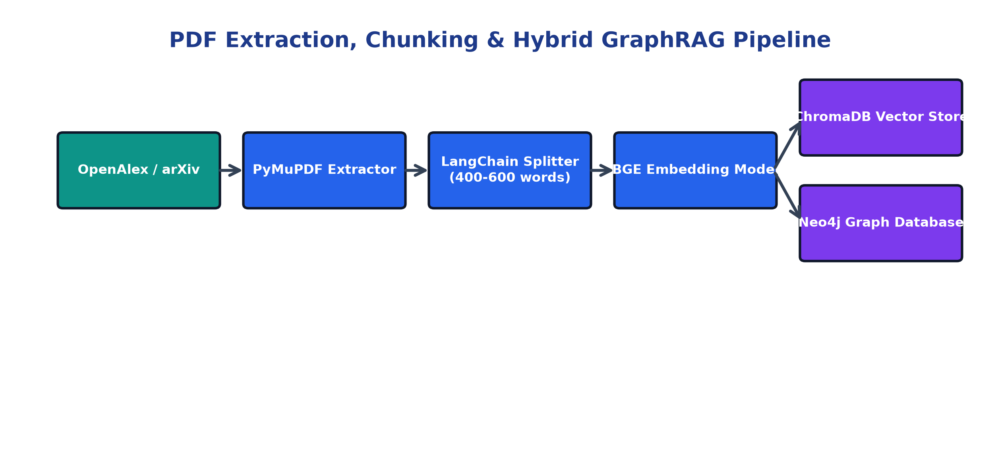 PDF Extraction, Chunking & Hybrid GraphRAG Pipeline
ChromaDB Vector Store
OpenAlex / arXiv
PyMuPDF Extractor
LangChain Splitter
(400-600 Words)
BGE Embedding Model
Neo4j Graph Database